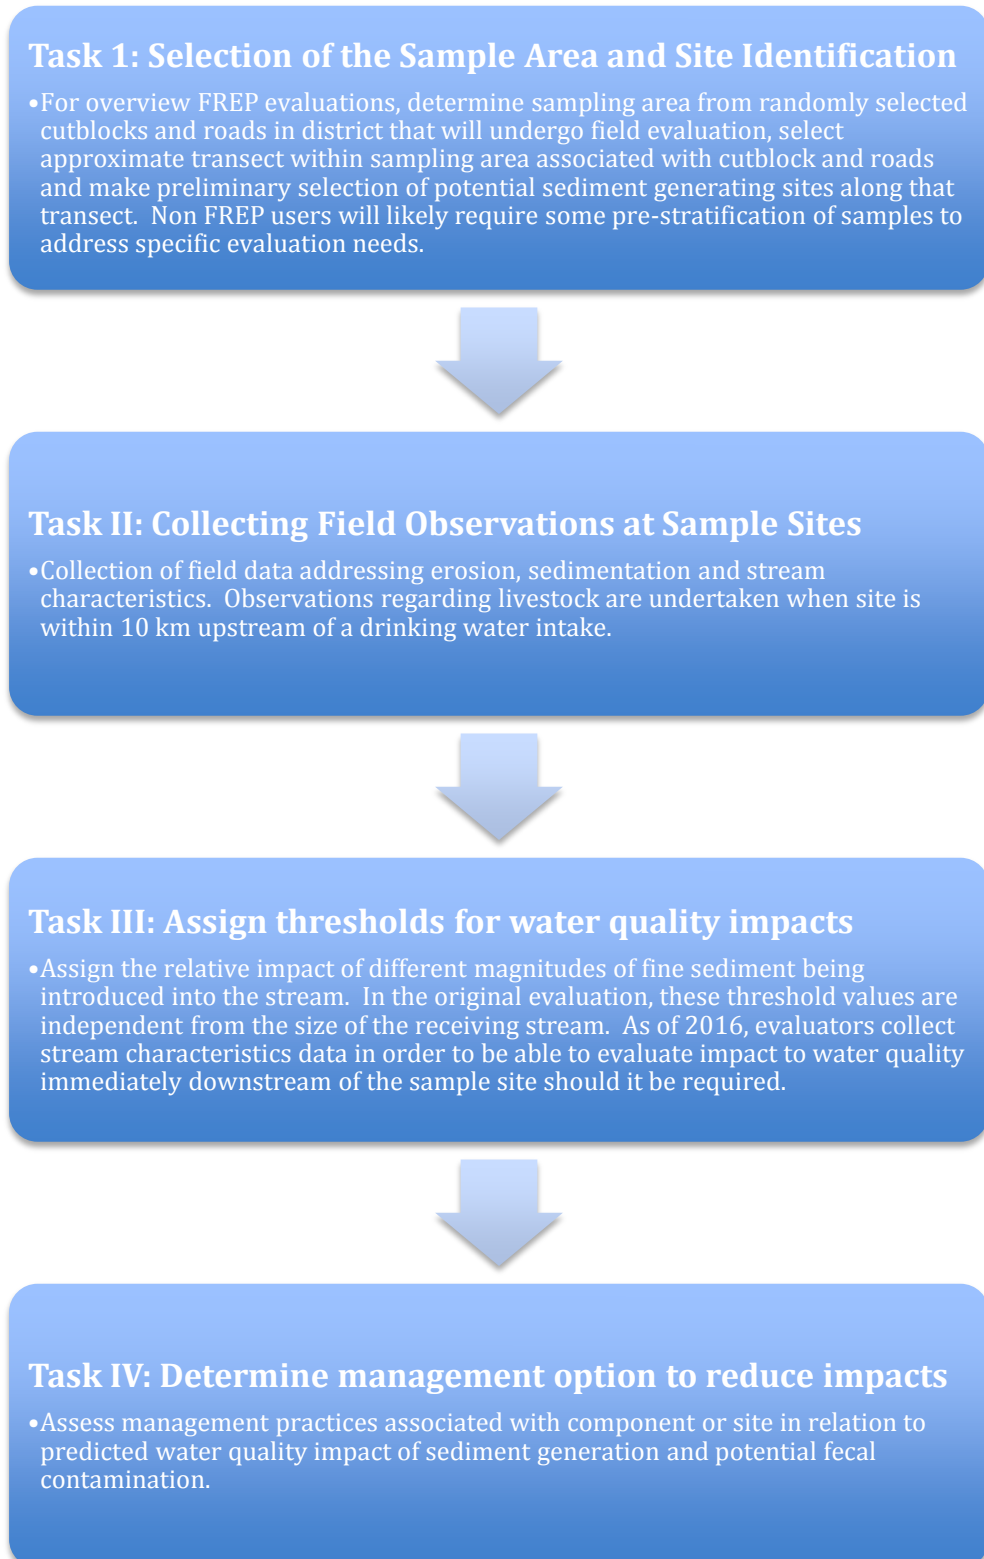 Task 1: Selection of the Sample Area and Site Identification
•For overview FREP evaluations, determine sampling area from randomly selected
cutblocks and roads in district that will undergo field evaluation, select
approximate transect within sampling area associated with cutblock and roads
and make preliminary selection of potential sediment generating sites along that
transect.  Non FREP users will likely require some pre-stratification of samples to
address specific evaluation needs.
Task II: Collecting Field Observations at Sample Sites
•Collection of field data addressing erosion, sedimentation and stream
characteristics.  Observations regarding livestock are undertaken when site is
within 10 km upstream of a drinking water intake.
Task III: Assign thresholds for water quality impacts
•Assign the relative impact of different magnitudes of fine sediment being
introduced into the stream.  In the original evaluation, these threshold values are
independent from the size of the receiving stream.  As of 2016, evaluators collect
stream characteristics data in order to be able to evaluate impact to water quality
immediately downstream of the sample site should it be required.
Task IV: Determine management option to reduce impacts
•Assess management practices associated with component or site in relation to
predicted water quality impact of sediment generation and potential fecal
contamination.